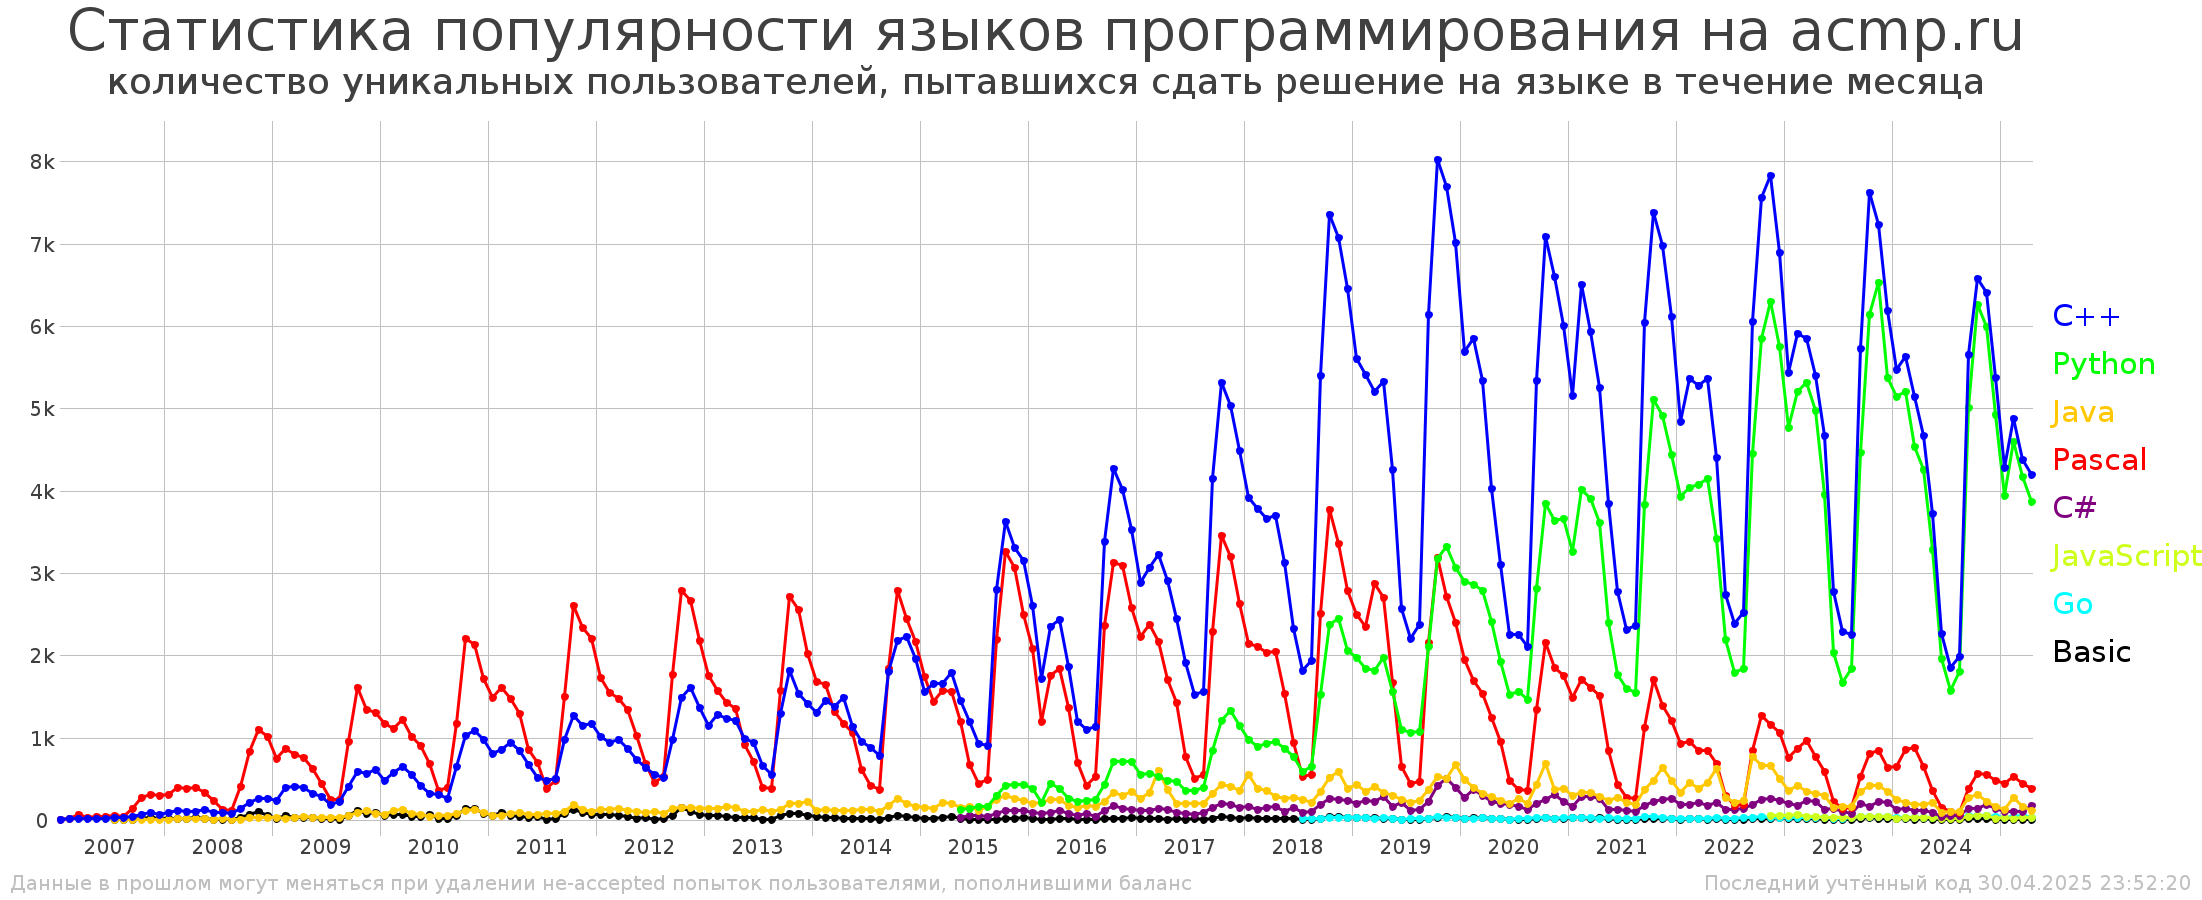 Статистика популярности языков программирования на acmp.ru
количество уникальных пользователей, пытавшихся сдать решение на языке в течение месяца
8k
7k
6k
5k
4k
3k
2k
1k
0
C++
Python
Java
Pascal
C#
JavaScript
Go
Basic
2007 2008 2009 2010 2011 2012 2013 2014 2015 2016 2017 2018 2019 2020 2021 2022 2023 2024
Данные в прошлом могут меняться при удалении не-accepted попыток пользователями, пополнившими баланс
Последний учтённый код 30.04.2025 23:52:20